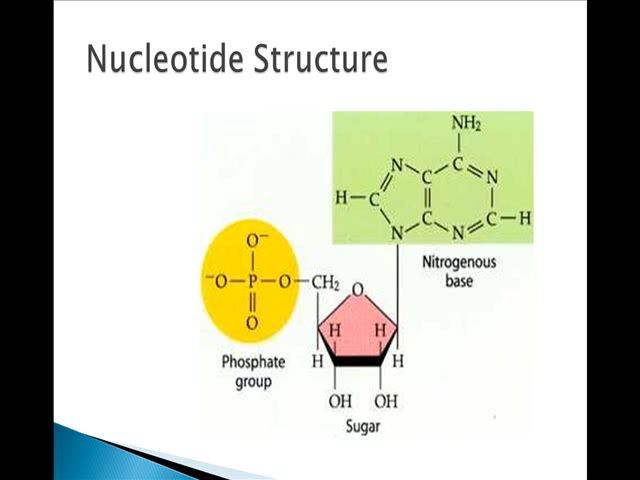 Nucleotide Structure
NH₂
N C N
C
H—C
C C—H
N N
Nitrogenous
base
O⁻
⁻O—P—O—CH₂ O
O
H H
Phosphate
group
H H
OH OH
Sugar